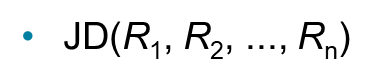 • JD(R₁, R₂, ..., Rₙ)